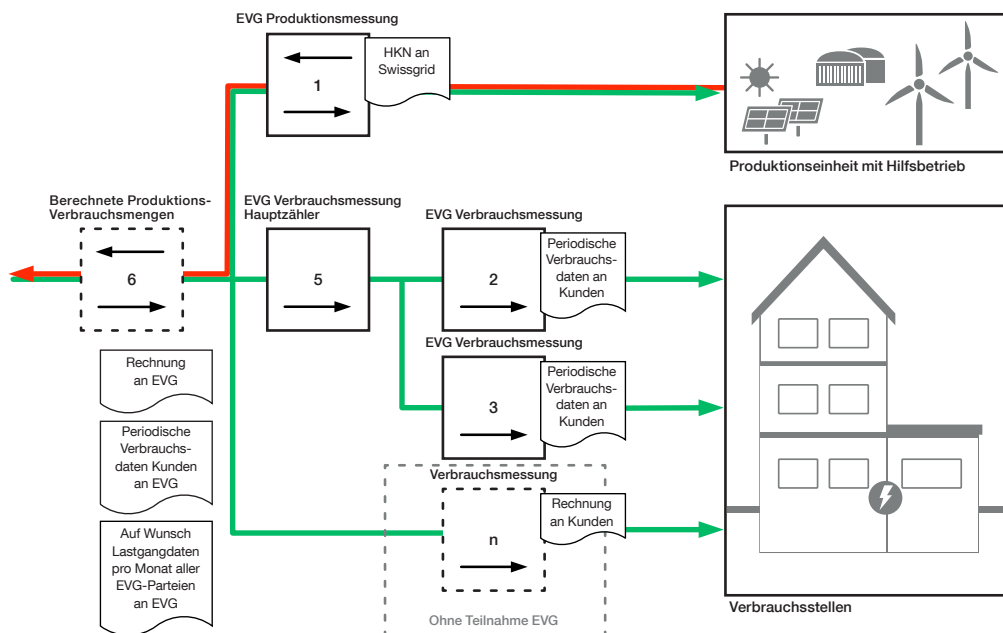 EVG Produktionsmessung
HKN an
Swissgrid
1
Produktionseinheit mit Hilfsbetrieb
Berechnete Produktions-
Verbrauchsmengen
6
EVG Verbrauchsmessung
Hauptzähler
5
EVG Verbrauchsmessung
2
Periodische
Verbrauchs-
daten an
Kunden
EVG Verbrauchsmessung
3
Periodische
Verbrauchs-
daten an
Kunden
Rechnung
an EVG
Periodische
Verbrauchs-
daten Kunden
an EVG
Auf Wunsch
Lastgangdaten
pro Monat aller
EVG-Parteien
an EVG
Verbrauchsmessung
n
Rechnung
an Kunden
Ohne Teilnahme EVG
Verbrauchsstellen